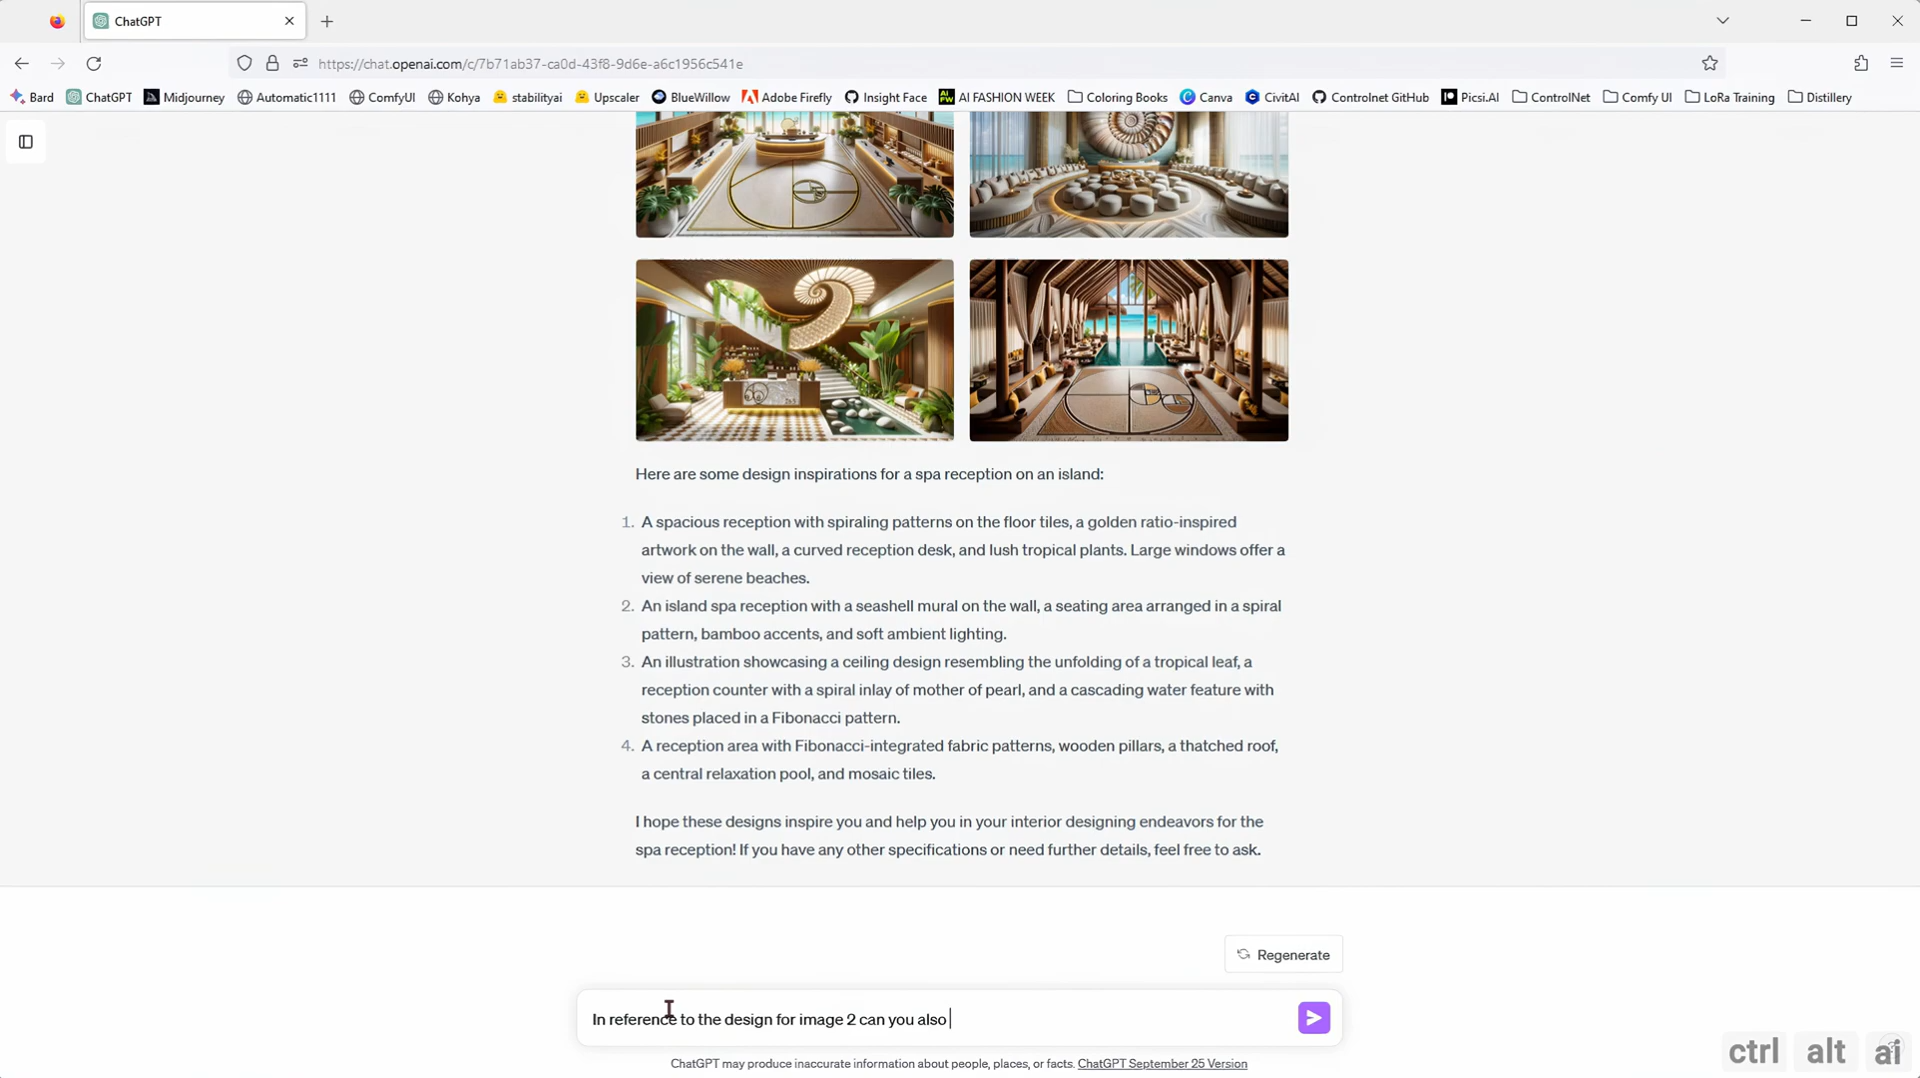 ChatGPT
https://chat.openai.com/c/7b71ab37-ca0d-43f8-9d6e-a6c1956c541e
Bard ChatGPT Midjourney Automatic1111 ComfyUI Kohya stabilityai Upscaler BlueWillow Adobe Firefly Insight Face AI FASHION WEEK Coloring Books Canva CivitAI Controlnet GitHub Picsi.AI ControlNet Comfy UI LoRa Training Distillery
Here are some design inspirations for a spa reception on an island:
1. A spacious reception with spiraling patterns on the floor tiles, a golden ratio-inspired
artwork on the wall, a curved reception desk, and lush tropical plants. Large windows offer a
view of serene beaches.
2. An island spa reception with a seashell mural on the wall, a seating area arranged in a spiral
pattern, bamboo accents, and soft ambient lighting.
3. An illustration showcasing a ceiling design resembling the unfolding of a tropical leaf, a
reception counter with a spiral inlay of mother of pearl, and a cascading water feature with
stones placed in a Fibonacci pattern.
4. A reception area with Fibonacci-integrated fabric patterns, wooden pillars, a thatched roof,
a central relaxation pool, and mosaic tiles.
I hope these designs inspire you and help you in your interior designing endeavors for the
spa reception! If you have any other specifications or need further details, feel free to ask.
Regenerate
In reference to the design for image 2 can you also
ChatGPT may produce inaccurate information about people, places, or facts. ChatGPT September 25 Version
ctrl alt ai